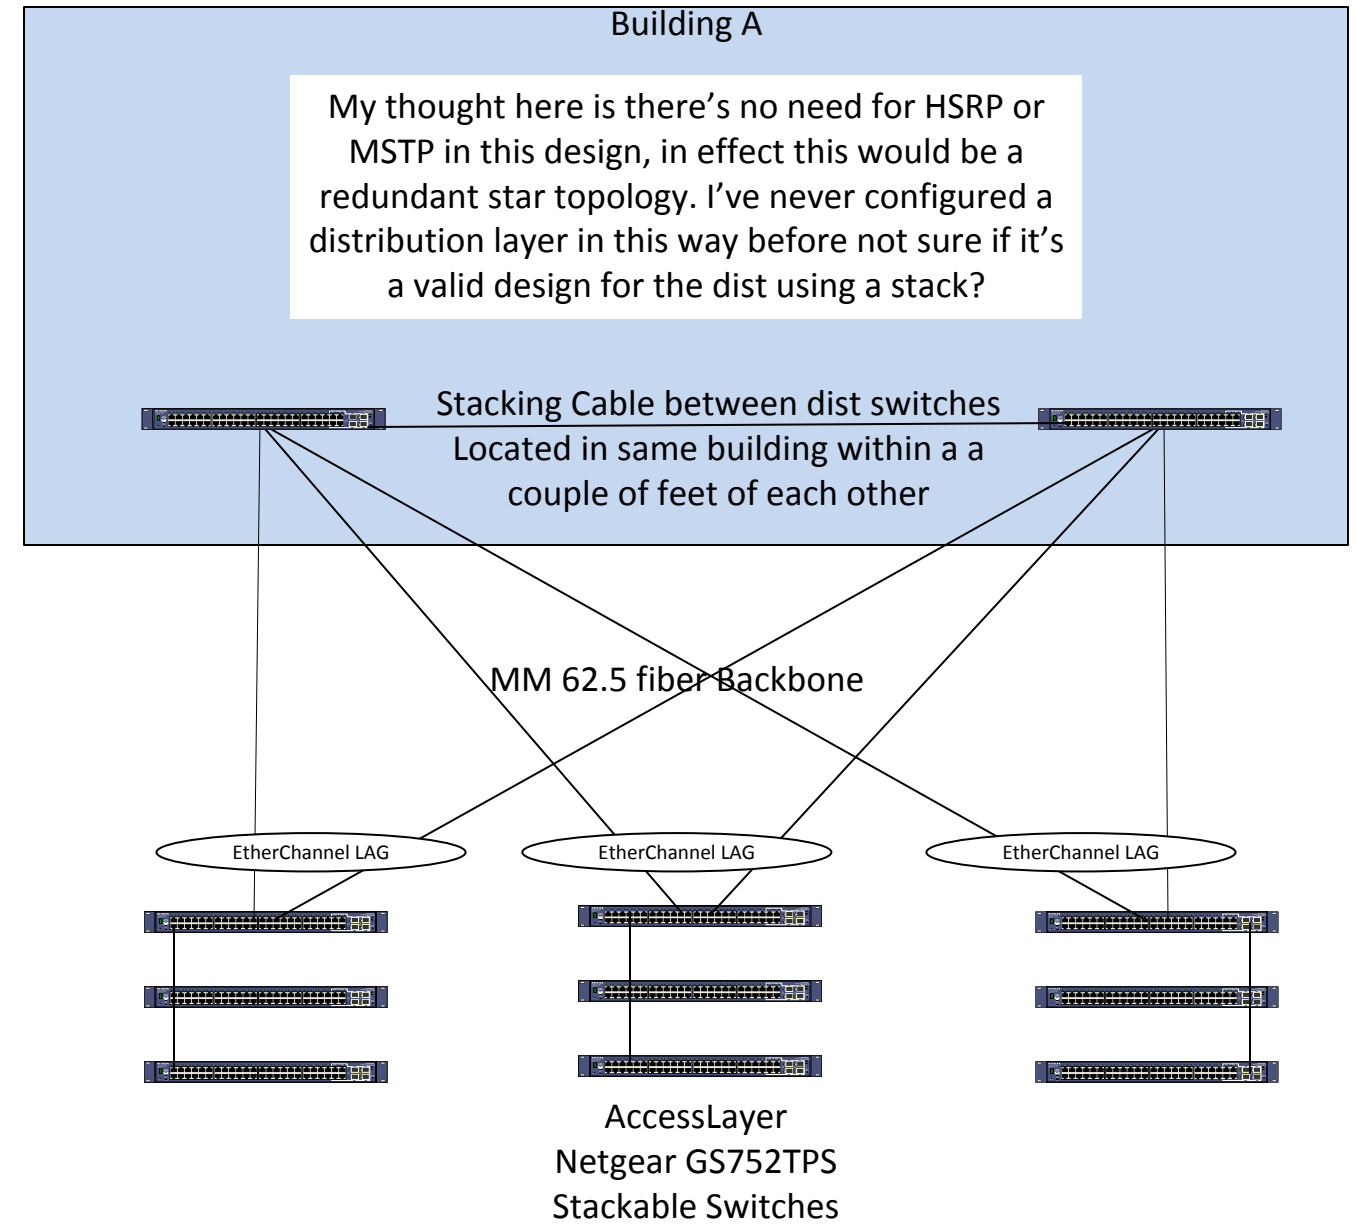 Building A
My thought here is there’s no need for HSRP or
MSTP in this design, in effect this would be a
redundant star topology. I’ve never configured a
distribution layer in this way before not sure if it’s
a valid design for the dist using a stack?
Stacking Cable between dist switches
Located in same building within a a
couple of feet of each other
MM 62.5 fiber Backbone
EtherChannel LAG
EtherChannel LAG
EtherChannel LAG
AccessLayer
Netgear GS752TPS
Stackable Switches